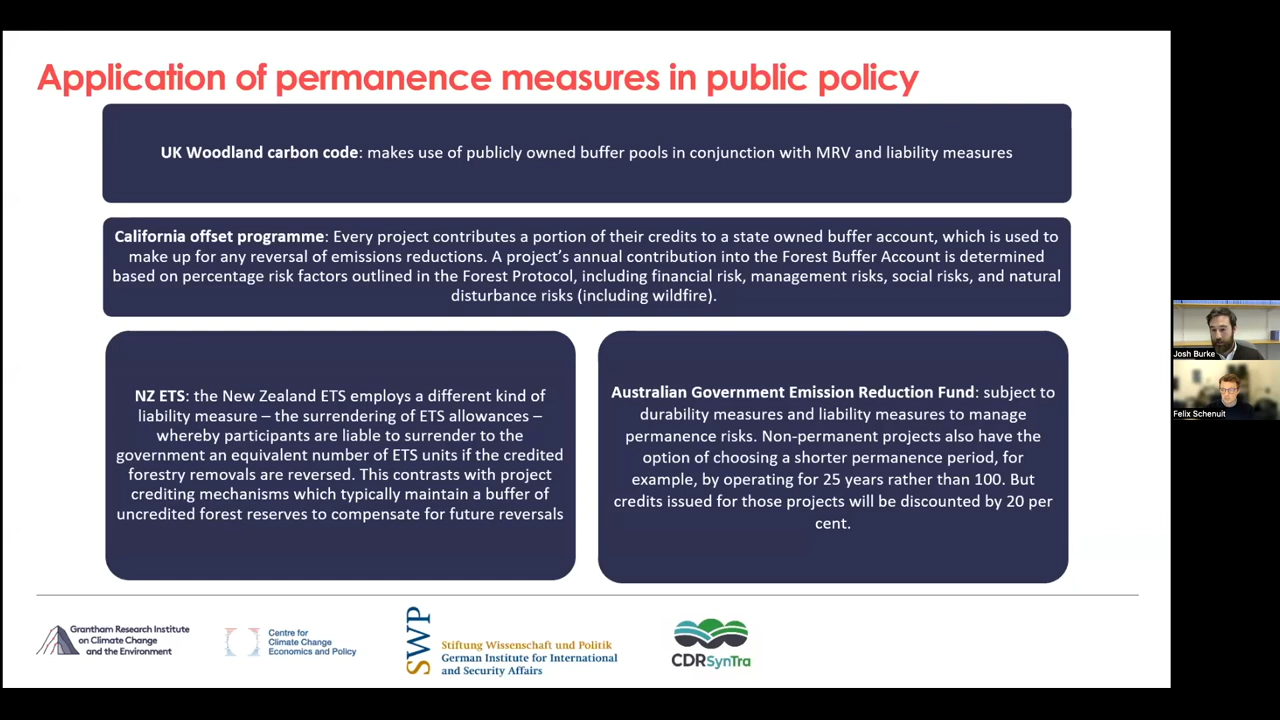 Application of permanence measures in public policy
UK Woodland carbon code: makes use of publicly owned buffer pools in conjunction with MRV and liability measures
California offset programme: Every project contributes a portion of their credits to a state owned buffer account, which is used to
make up for any reversal of emissions reductions. A project's annual contribution into the Forest Buffer Account is determined
based on percentage risk factors outlined in the Forest Protocol, including financial risk, management risks, social risks, and natural
disturbance risks (including wildfire).
NZ ETS: the New Zealand ETS employs a different kind of
liability measure – the surrendering of ETS allowances –
whereby participants are liable to surrender to the
government an equivalent number of ETS units if the credited
forestry removals are reversed. This contrasts with project
crediting mechanisms which typically maintain a buffer of
uncredited forest reserves to compensate for future reversals
Australian Government Emission Reduction Fund: subject to
durability measures and liability measures to manage
permanence risks. Non-permanent projects also have the
option of choosing a shorter permanence period, for
example, by operating for 25 years rather than 100. But
credits issued for those projects will be discounted by 20 per
cent.
Josh Burke
Felix Schenuit
Grantham Research Institute
on Climate Change
and the Environment
Centre for
Climate Change
Economics and Policy
SWP
Stiftung Wissenschaft und Politik
German Institute for International
and Security Affairs
CDRSynTra